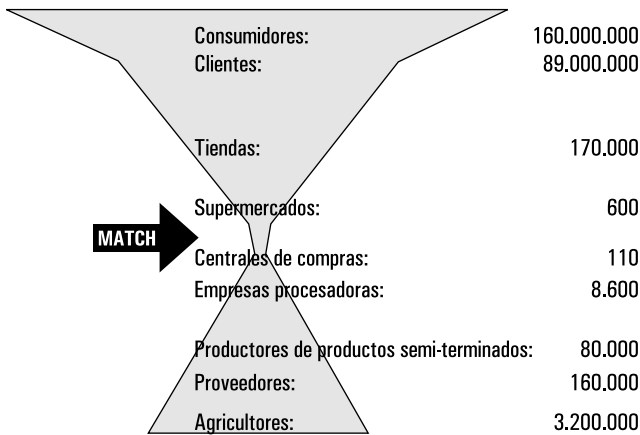 Consumidores: 160.000.000
Clientes: 89.000.000
Tiendas: 170.000
Supermercados: 600
MATCH
Centrales de compras: 110
Empresas procesadoras: 8.600
Productores de productos semi-terminados: 80.000
Proveedores: 160.000
Agricultores: 3.200.000